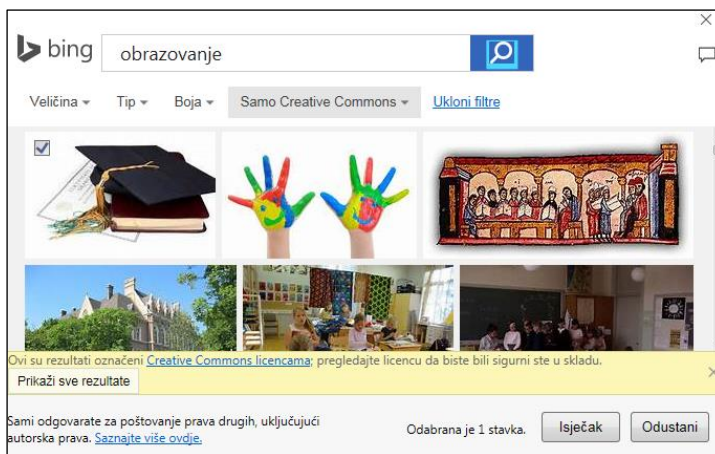 bing
obrazovanje
Veličina Tip Boja Samo Creative Commons Ukloni filtre
Ovi su rezultati označeni Creative Commons licencama; pregledajte licencu da biste bili sigurni ste u skladu.
Prikaži sve rezultate
Sami odgovarate za poštovanje prava drugih, uključujući
autorska prava. Saznajte više ovdje.
Odabrana je 1 stavka. Isječak Odustani